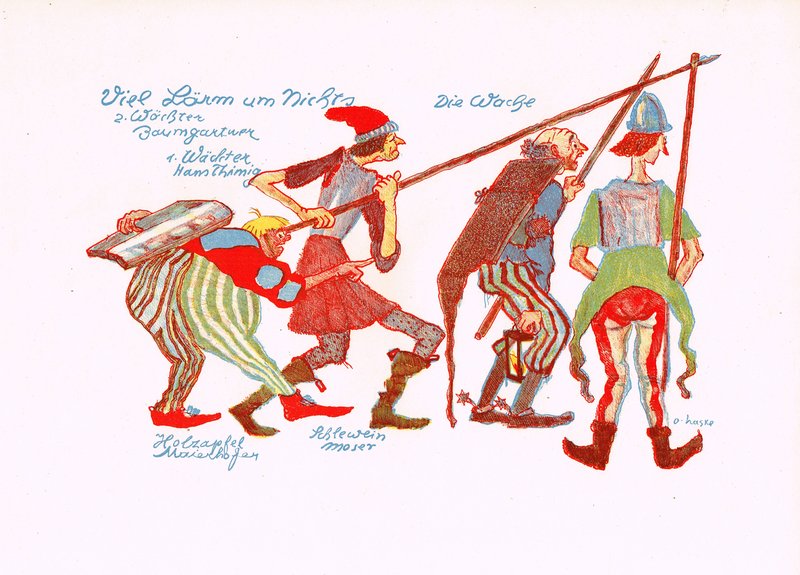 Viel Lärm um Nichts
Die Wache
2. Wächter
Baumgartner
1. Wächter
Hans Thimig
o. laske
Holzapfel
Maierhofer
Schlewein
Moser